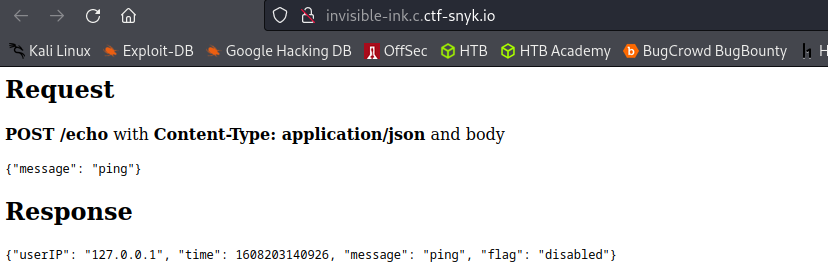 invisible-ink.c.ctf-snyk.io
Kali Linux Exploit-DB Google Hacking DB OffSec HTB HTB Academy BugCrowd BugBounty H
Request
POST /echo with Content-Type: application/json and body
{"message": "ping"}
Response
{"userIP": "127.0.0.1", "time": 1608203140926, "message": "ping", "flag": "disabled"}